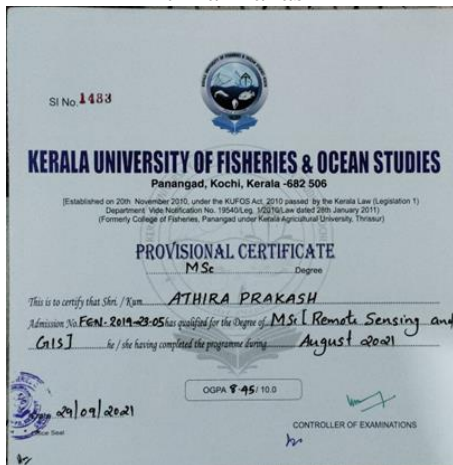 SI No. 1483
KERALA UNIVERSITY OF FISHERIES & OCEAN STUDIES
Panangad, Kochi, Kerala -682 506
[Established on 20th November 2010, under the KUFOS Act, 2010 passed by the Kerala Law (Legislation 1)
Department Vide Notification No. 19540/Leg. 1/2010/Law dated 28th January 2011)
(Formerly College of Fisheries, Panangad under Kerala Agricultural University, Thrissur)
PROVISIONAL CERTIFICATE
MSc Degree
This is to certify that Shri. / Kum. ATHIRA PRAKASH
Admission No. FGN-2019-23-05 has qualified for the Degree of MSc [Remote Sensing and
GIS] he / she having completed the programme during August 2021
OGPA 8.45/ 10.0
29/09/2021
CONTROLLER OF EXAMINATIONS
Office Seal